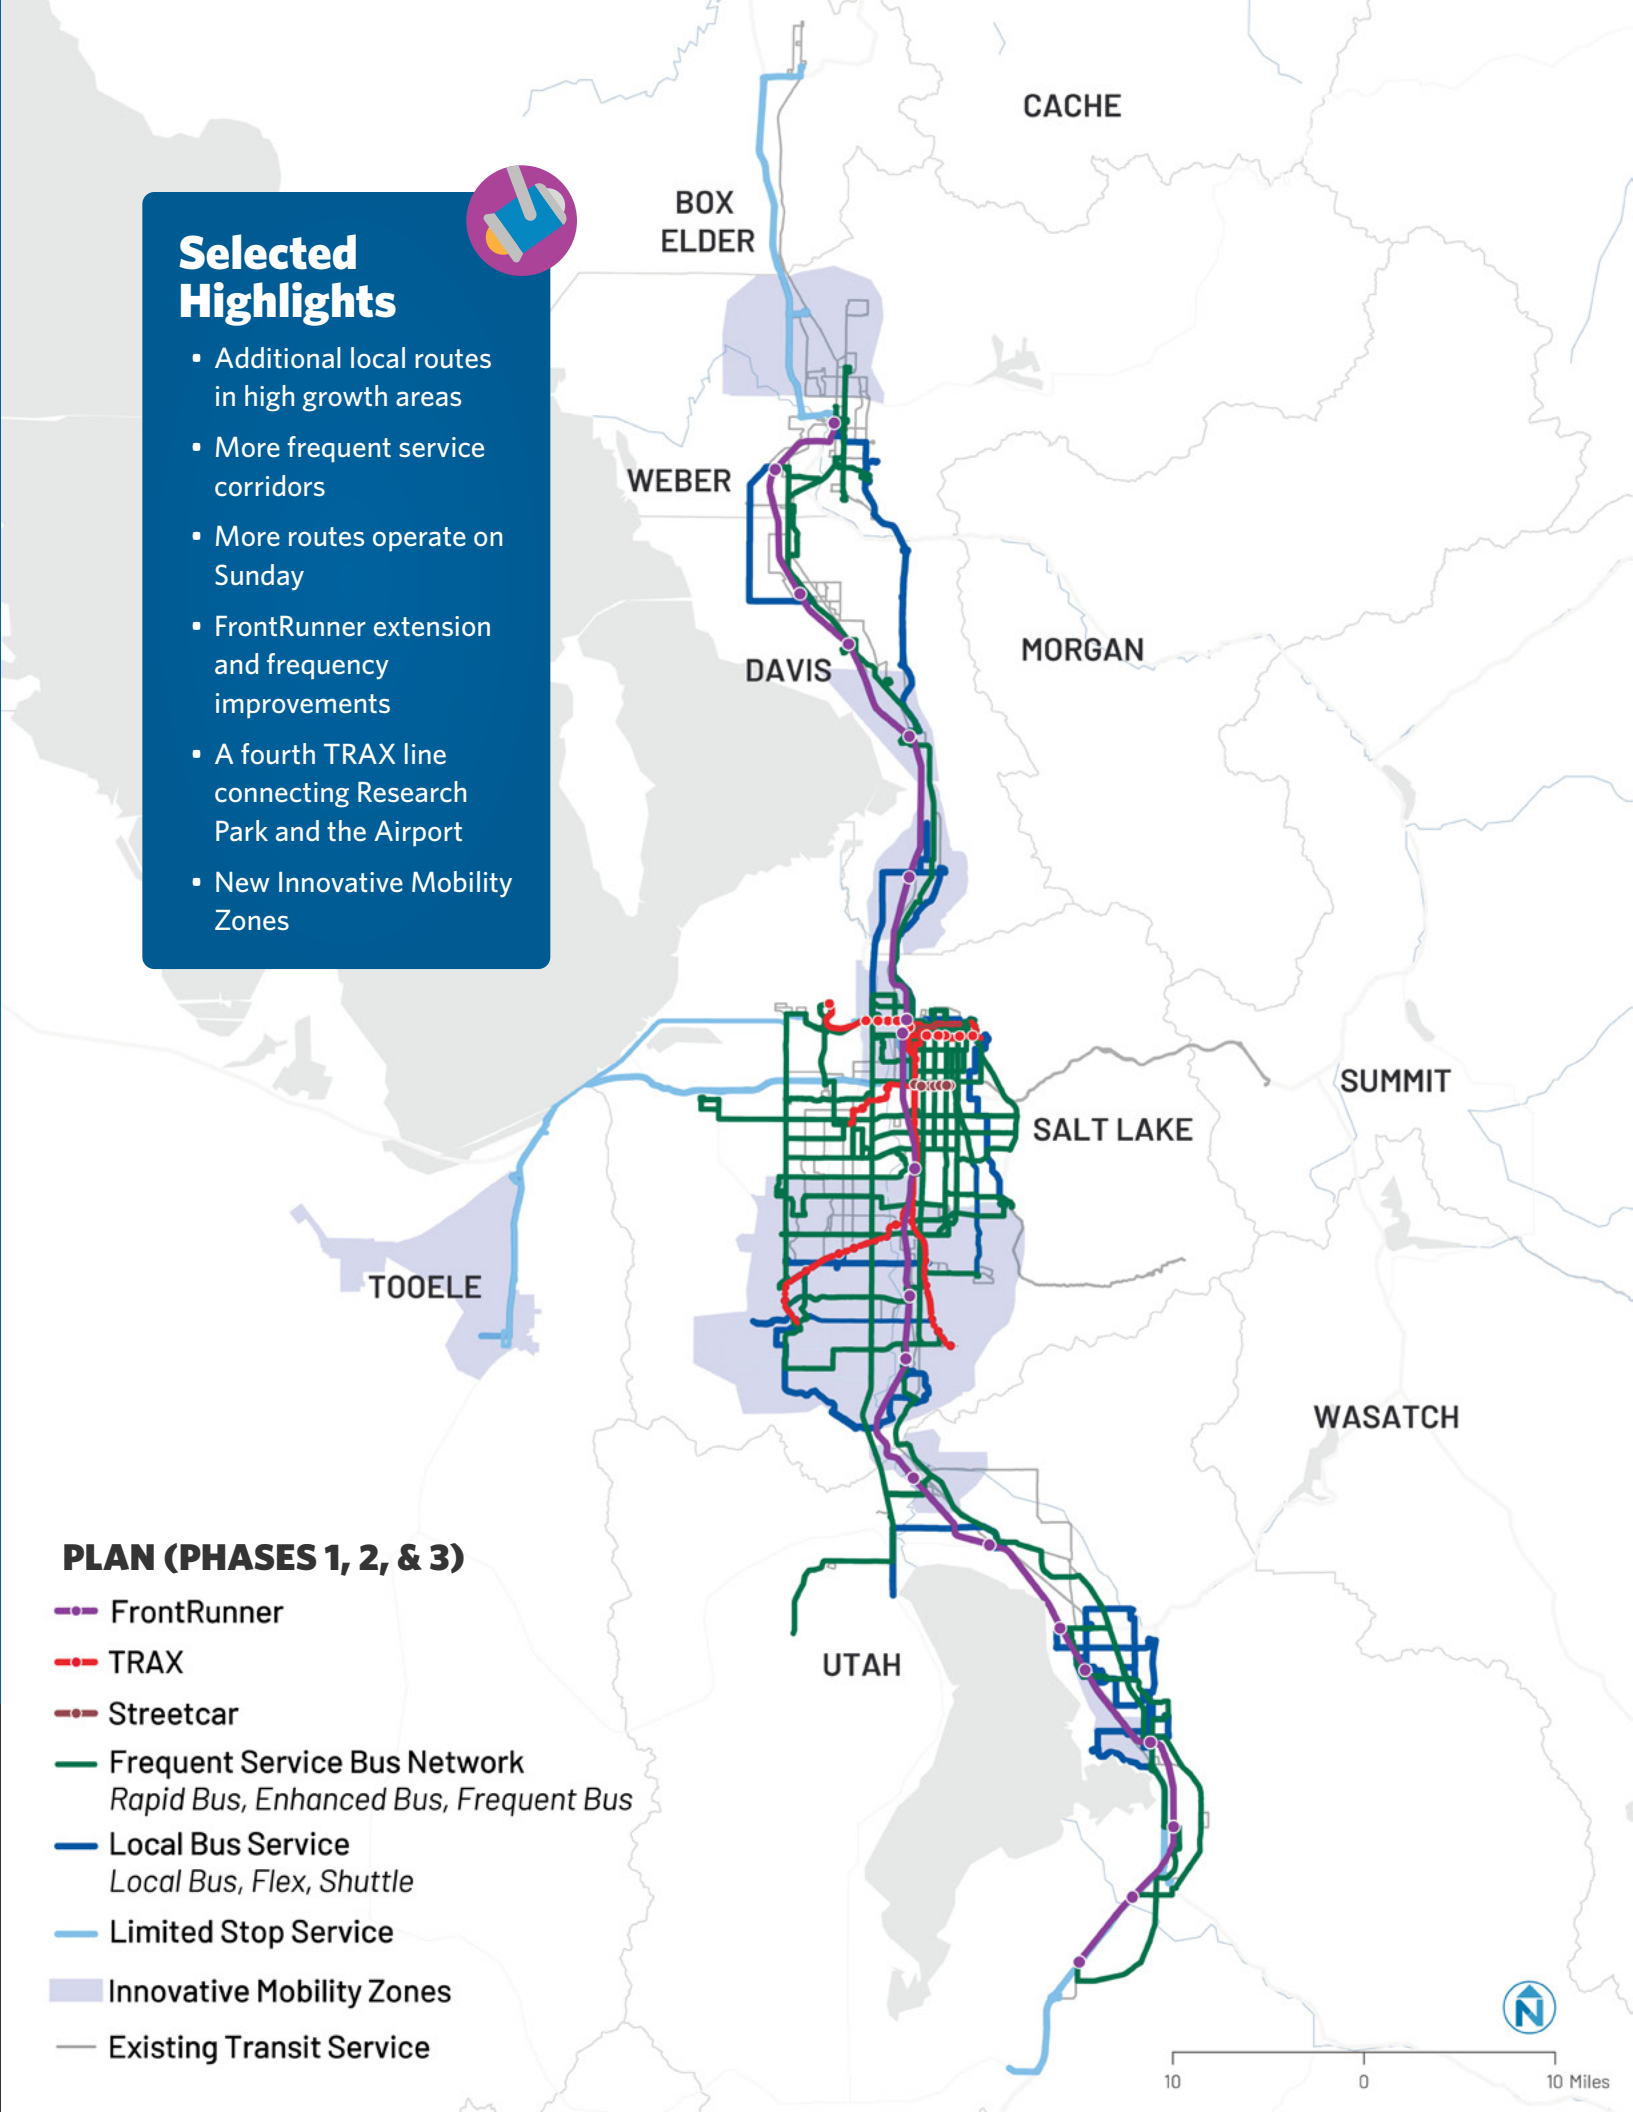 CACHE
BOX
ELDER
Selected
Highlights
▪ Additional local routes
in high growth areas
▪ More frequent service
corridors
▪ More routes operate on
Sunday
▪ FrontRunner extension
and frequency
improvements
▪ A fourth TRAX line
connecting Research
Park and the Airport
▪ New Innovative Mobility
Zones
WEBER
MORGAN
DAVIS
SUMMIT
SALT LAKE
TOOELE
WASATCH
UTAH
PLAN (PHASES 1, 2, & 3)
FrontRunner
TRAX
Streetcar
Frequent Service Bus Network
Rapid Bus, Enhanced Bus, Frequent Bus
Local Bus Service
Local Bus, Flex, Shuttle
Limited Stop Service
Innovative Mobility Zones
Existing Transit Service
N
10 0 10 Miles